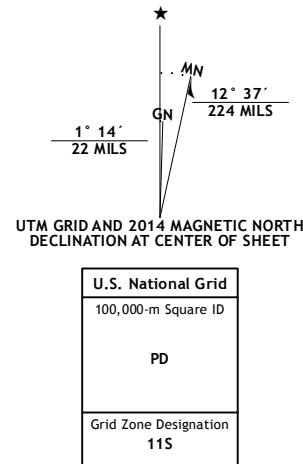 ★
MN
GN
12° 37´
224 MILS
1° 14´
22 MILS
UTM GRID AND 2014 MAGNETIC NORTH
DECLINATION AT CENTER OF SHEET
U.S. National Grid
100,000-m Square ID
PD
Grid Zone Designation
11S